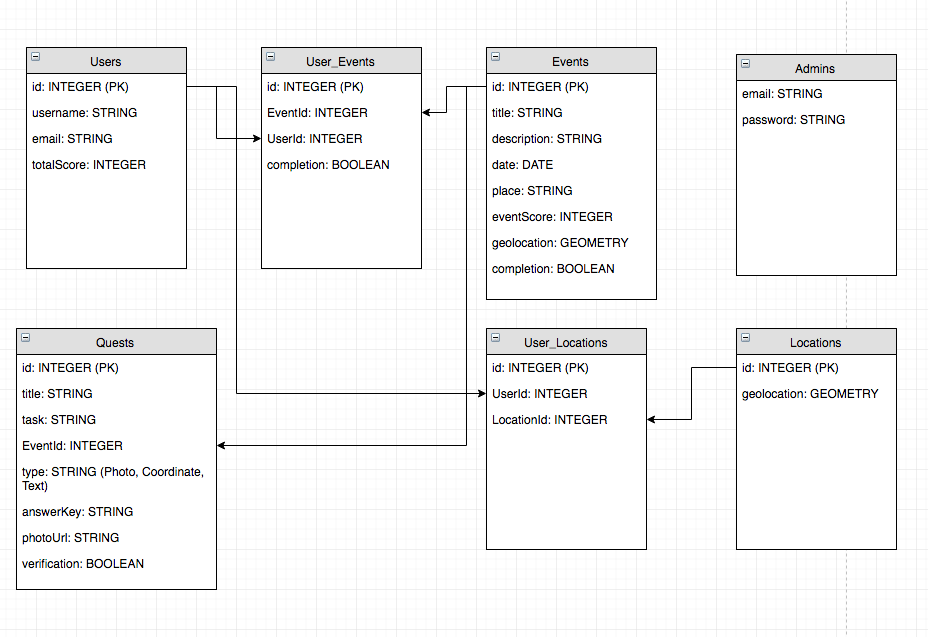 Users
id: INTEGER (PK)
username: STRING
email: STRING
totalScore: INTEGER
User_Events
id: INTEGER (PK)
EventId: INTEGER
UserId: INTEGER
completion: BOOLEAN
Events
id: INTEGER (PK)
title: STRING
description: STRING
date: DATE
place: STRING
eventScore: INTEGER
geolocation: GEOMETRY
completion: BOOLEAN
Admins
email: STRING
password: STRING
Quests
id: INTEGER (PK)
title: STRING
task: STRING
EventId: INTEGER
type: STRING (Photo, Coordinate,
Text)
answerKey: STRING
photoUrl: STRING
verification: BOOLEAN
User_Locations
id: INTEGER (PK)
UserId: INTEGER
LocationId: INTEGER
Locations
id: INTEGER (PK)
geolocation: GEOMETRY